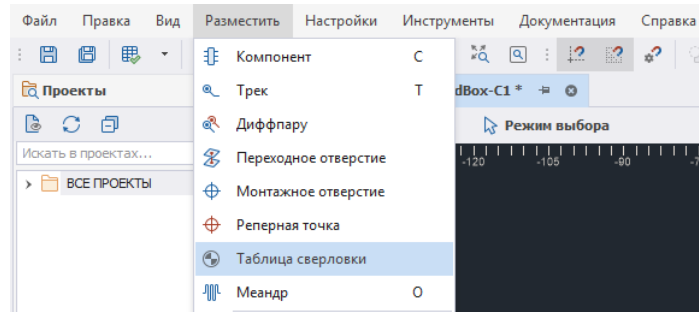 Файл Правка Вид Разместить Настройки Инструменты Документация Справка
Проекты
Искать в проектах...
ВСЕ ПРОЕКТЫ
Компонент C
Трек T
Диффпару
Переходное отверстие
Монтажное отверстие
Реперная точка
Таблица сверловки
Меандр O
dBox-C1 *
Режим выбора
-120 -105 -90